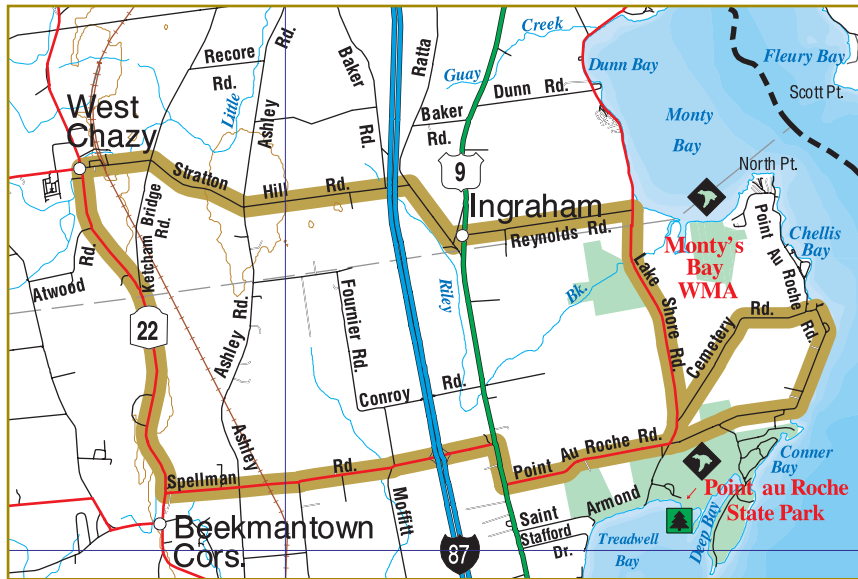 Creek
Guay
Recore
Rd.
Little
Ashley
Rd.
Baker
Rd.
Ratta
Baker
Rd.
Dunn Rd.
Dunn Bay
Fleury Bay
Scott Pt.
Monty
Bay
North Pt.
West
Chazy
Stratton
Hill
Rd.
9
Ingraham
Reynolds Rd.
Monty's
Bay
WMA
Point Au Roche
Rd.
Chellis
Bay
Ketcham Bridge
Rd.
Atwood
Rd.
22
Ashley Rd.
Fournier Rd.
Riley
Bk.
Lake
Shore Rd.
Cemetery
Rd.
Conroy
Rd.
Ashley
Spellman
Rd.
Moffitt
Point
Au Roche Rd.
Conner
Bay
Point au Roche
State Park
Saint
Armond
Stafford
Dr.
Treadwell
Bay
Deep Bay
Beekmantown
Cors.
87